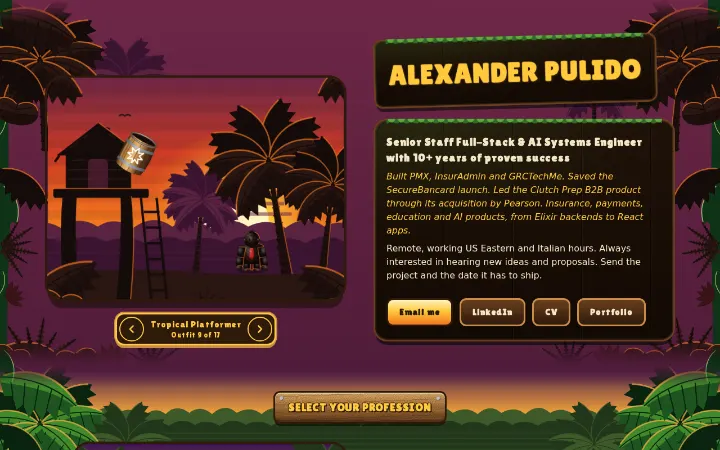 ALEXANDER PULIDO
Senior Staff Full-Stack & AI Systems Engineer
with 10+ years of proven success
Built PMX, InsurAdmin and GRCTechMe. Saved the
SecureBancard launch. Led the Clutch Prep B2B product
through its acquisition by Pearson. Insurance, payments,
education and AI products, from Elixir backends to React
apps.
Remote, working US Eastern and Italian hours. Always
interested in hearing new ideas and proposals. Send the
project and the date it has to ship.
Email me
LinkedIn
CV
Portfolio
Tropical Platformer
Outfit 9 of 17
SELECT YOUR PROFESSION